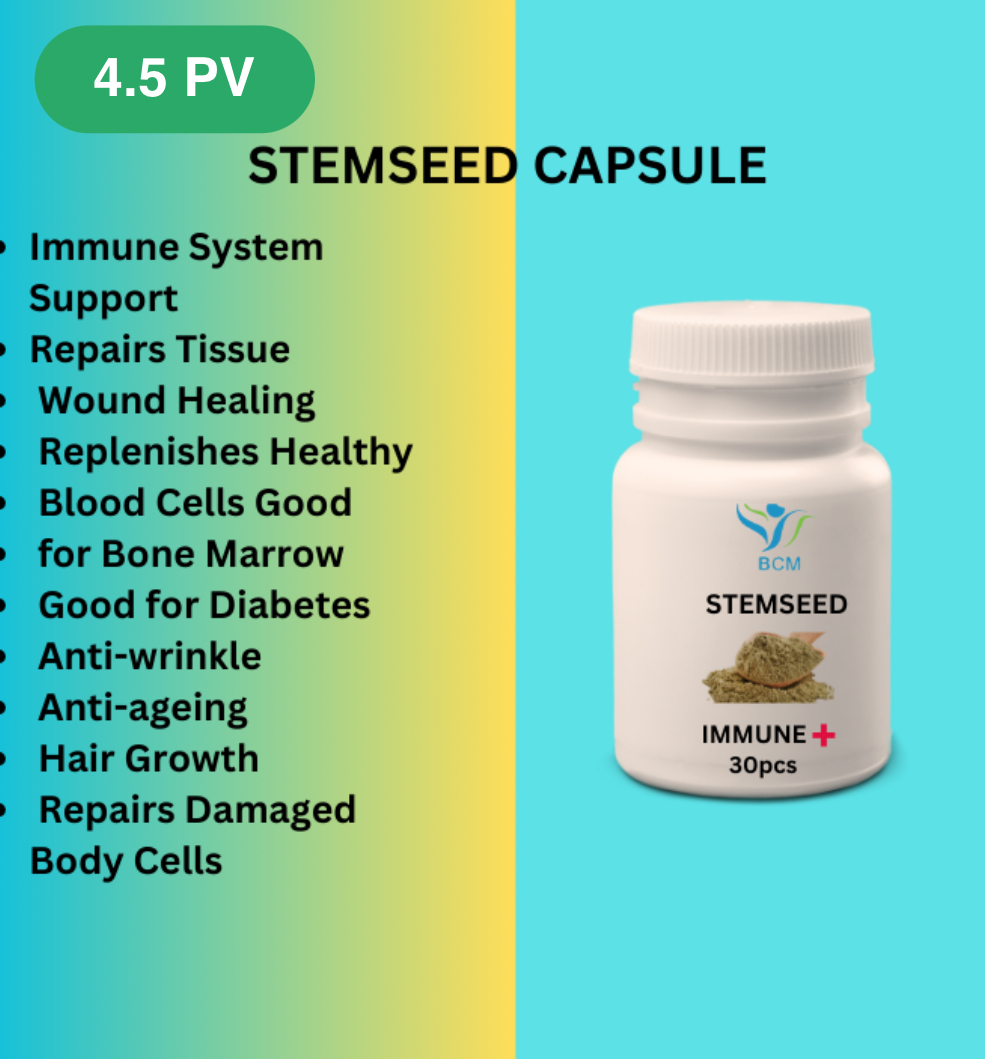 4.5 PV
STEMSEED CAPSULE
• Immune System
Support
• Repairs Tissue
• Wound Healing
• Replenishes Healthy
• Blood Cells Good
• for Bone Marrow
• Good for Diabetes
• Anti-wrinkle
• Anti-ageing
• Hair Growth
• Repairs Damaged
Body Cells
BCM
STEMSEED
IMMUNE +
30pcs